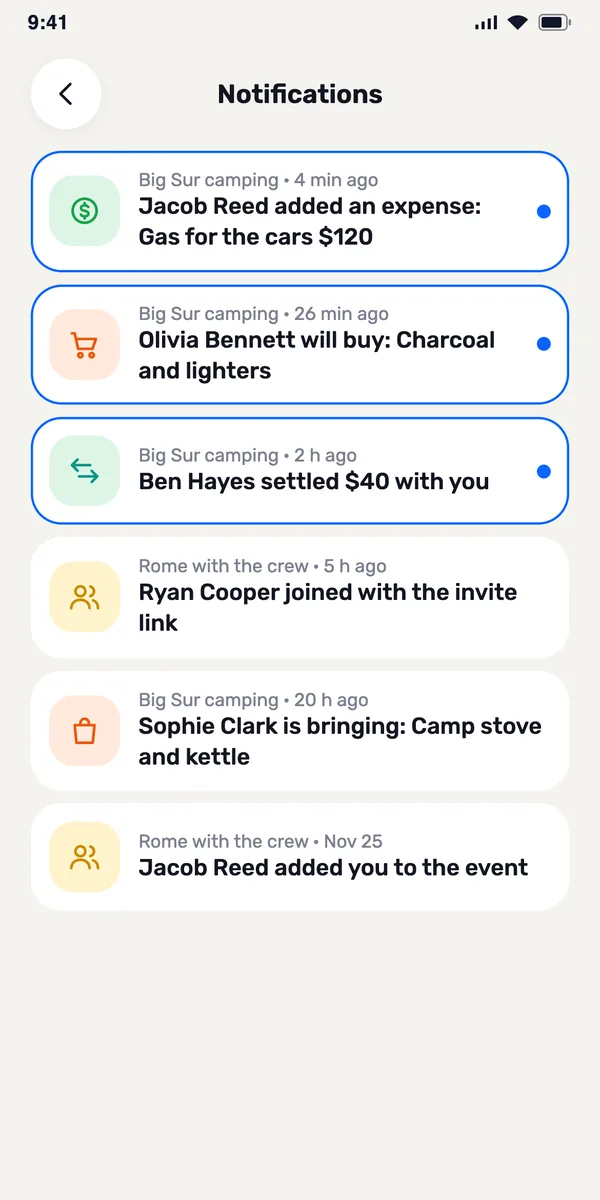 9:41
Notifications
Big Sur camping • 4 min ago
Jacob Reed added an expense:
Gas for the cars $120
Big Sur camping • 26 min ago
Olivia Bennett will buy: Charcoal
and lighters
Big Sur camping • 2 h ago
Ben Hayes settled $40 with you
Rome with the crew • 5 h ago
Ryan Cooper joined with the invite
link
Big Sur camping • 20 h ago
Sophie Clark is bringing: Camp stove
and kettle
Rome with the crew • Nov 25
Jacob Reed added you to the event